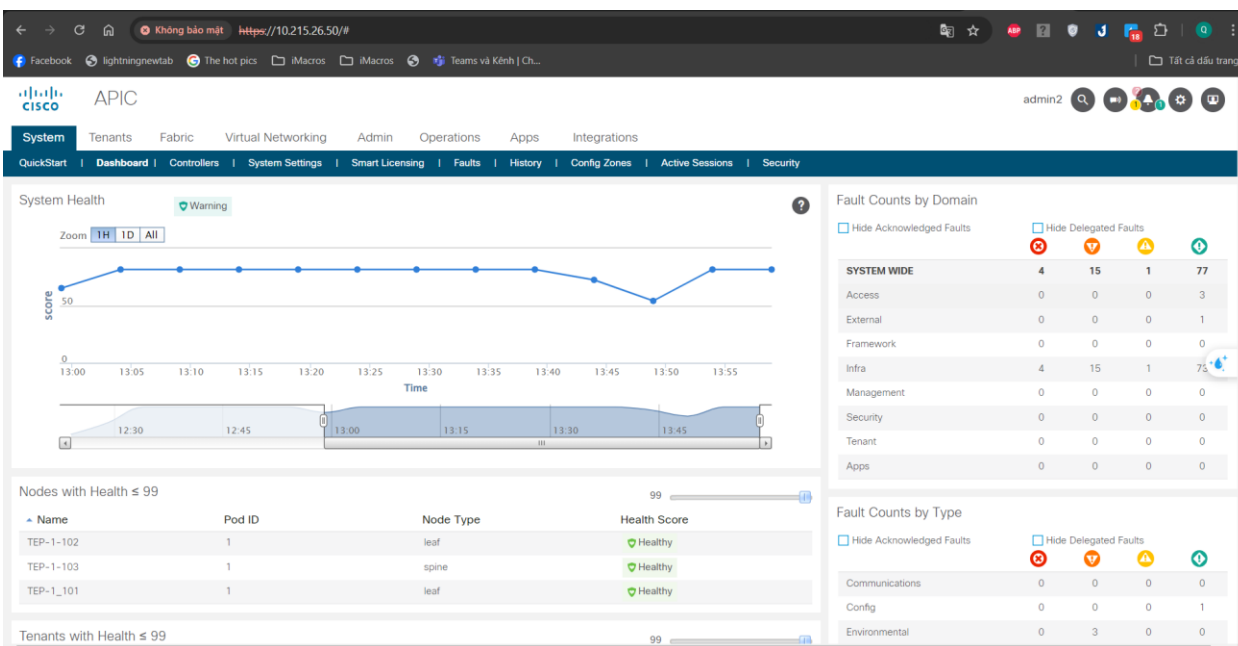 Không bảo mật https://10.215.26.50/#
ABP 18 Q
Facebook lightningnewtab The hot pics iMacros iMacros Teams và Kênh | Ch... Tất cả dấu trang
CISCO APIC admin2
1 1
System Tenants Fabric Virtual Networking Admin Operations Apps Integrations
QuickStart | Dashboard | Controllers | System Settings | Smart Licensing | Faults | History | Config Zones | Active Sessions | Security
System Health Warning ?
Zoom 1H 1D All
score
50
0
13:00 13:05 13:10 13:15 13:20 13:25 13:30 13:35 13:40 13:45 13:50 13:55
Time
12:30 12:45 13:00 13:15 13:30 13:45
Nodes with Health ≤ 99 99
Name Pod ID Node Type Health Score
TEP-1-102 1 leaf Healthy
TEP-1-103 1 spine Healthy
TEP-1_101 1 leaf Healthy
Tenants with Health ≤ 99 99
Fault Counts by Domain
Hide Acknowledged Faults Hide Delegated Faults
SYSTEM WIDE 4 15 1 77
Access 0 0 0 3
External 0 0 0 1
Framework 0 0 0 0
Infra 4 15 1 73
Management 0 0 0 0
Security 0 0 0 0
Tenant 0 0 0 0
Apps 0 0 0 0
Fault Counts by Type
Hide Acknowledged Faults Hide Delegated Faults
Communications 0 0 0 0
Config 0 0 0 1
Environmental 0 3 0 0